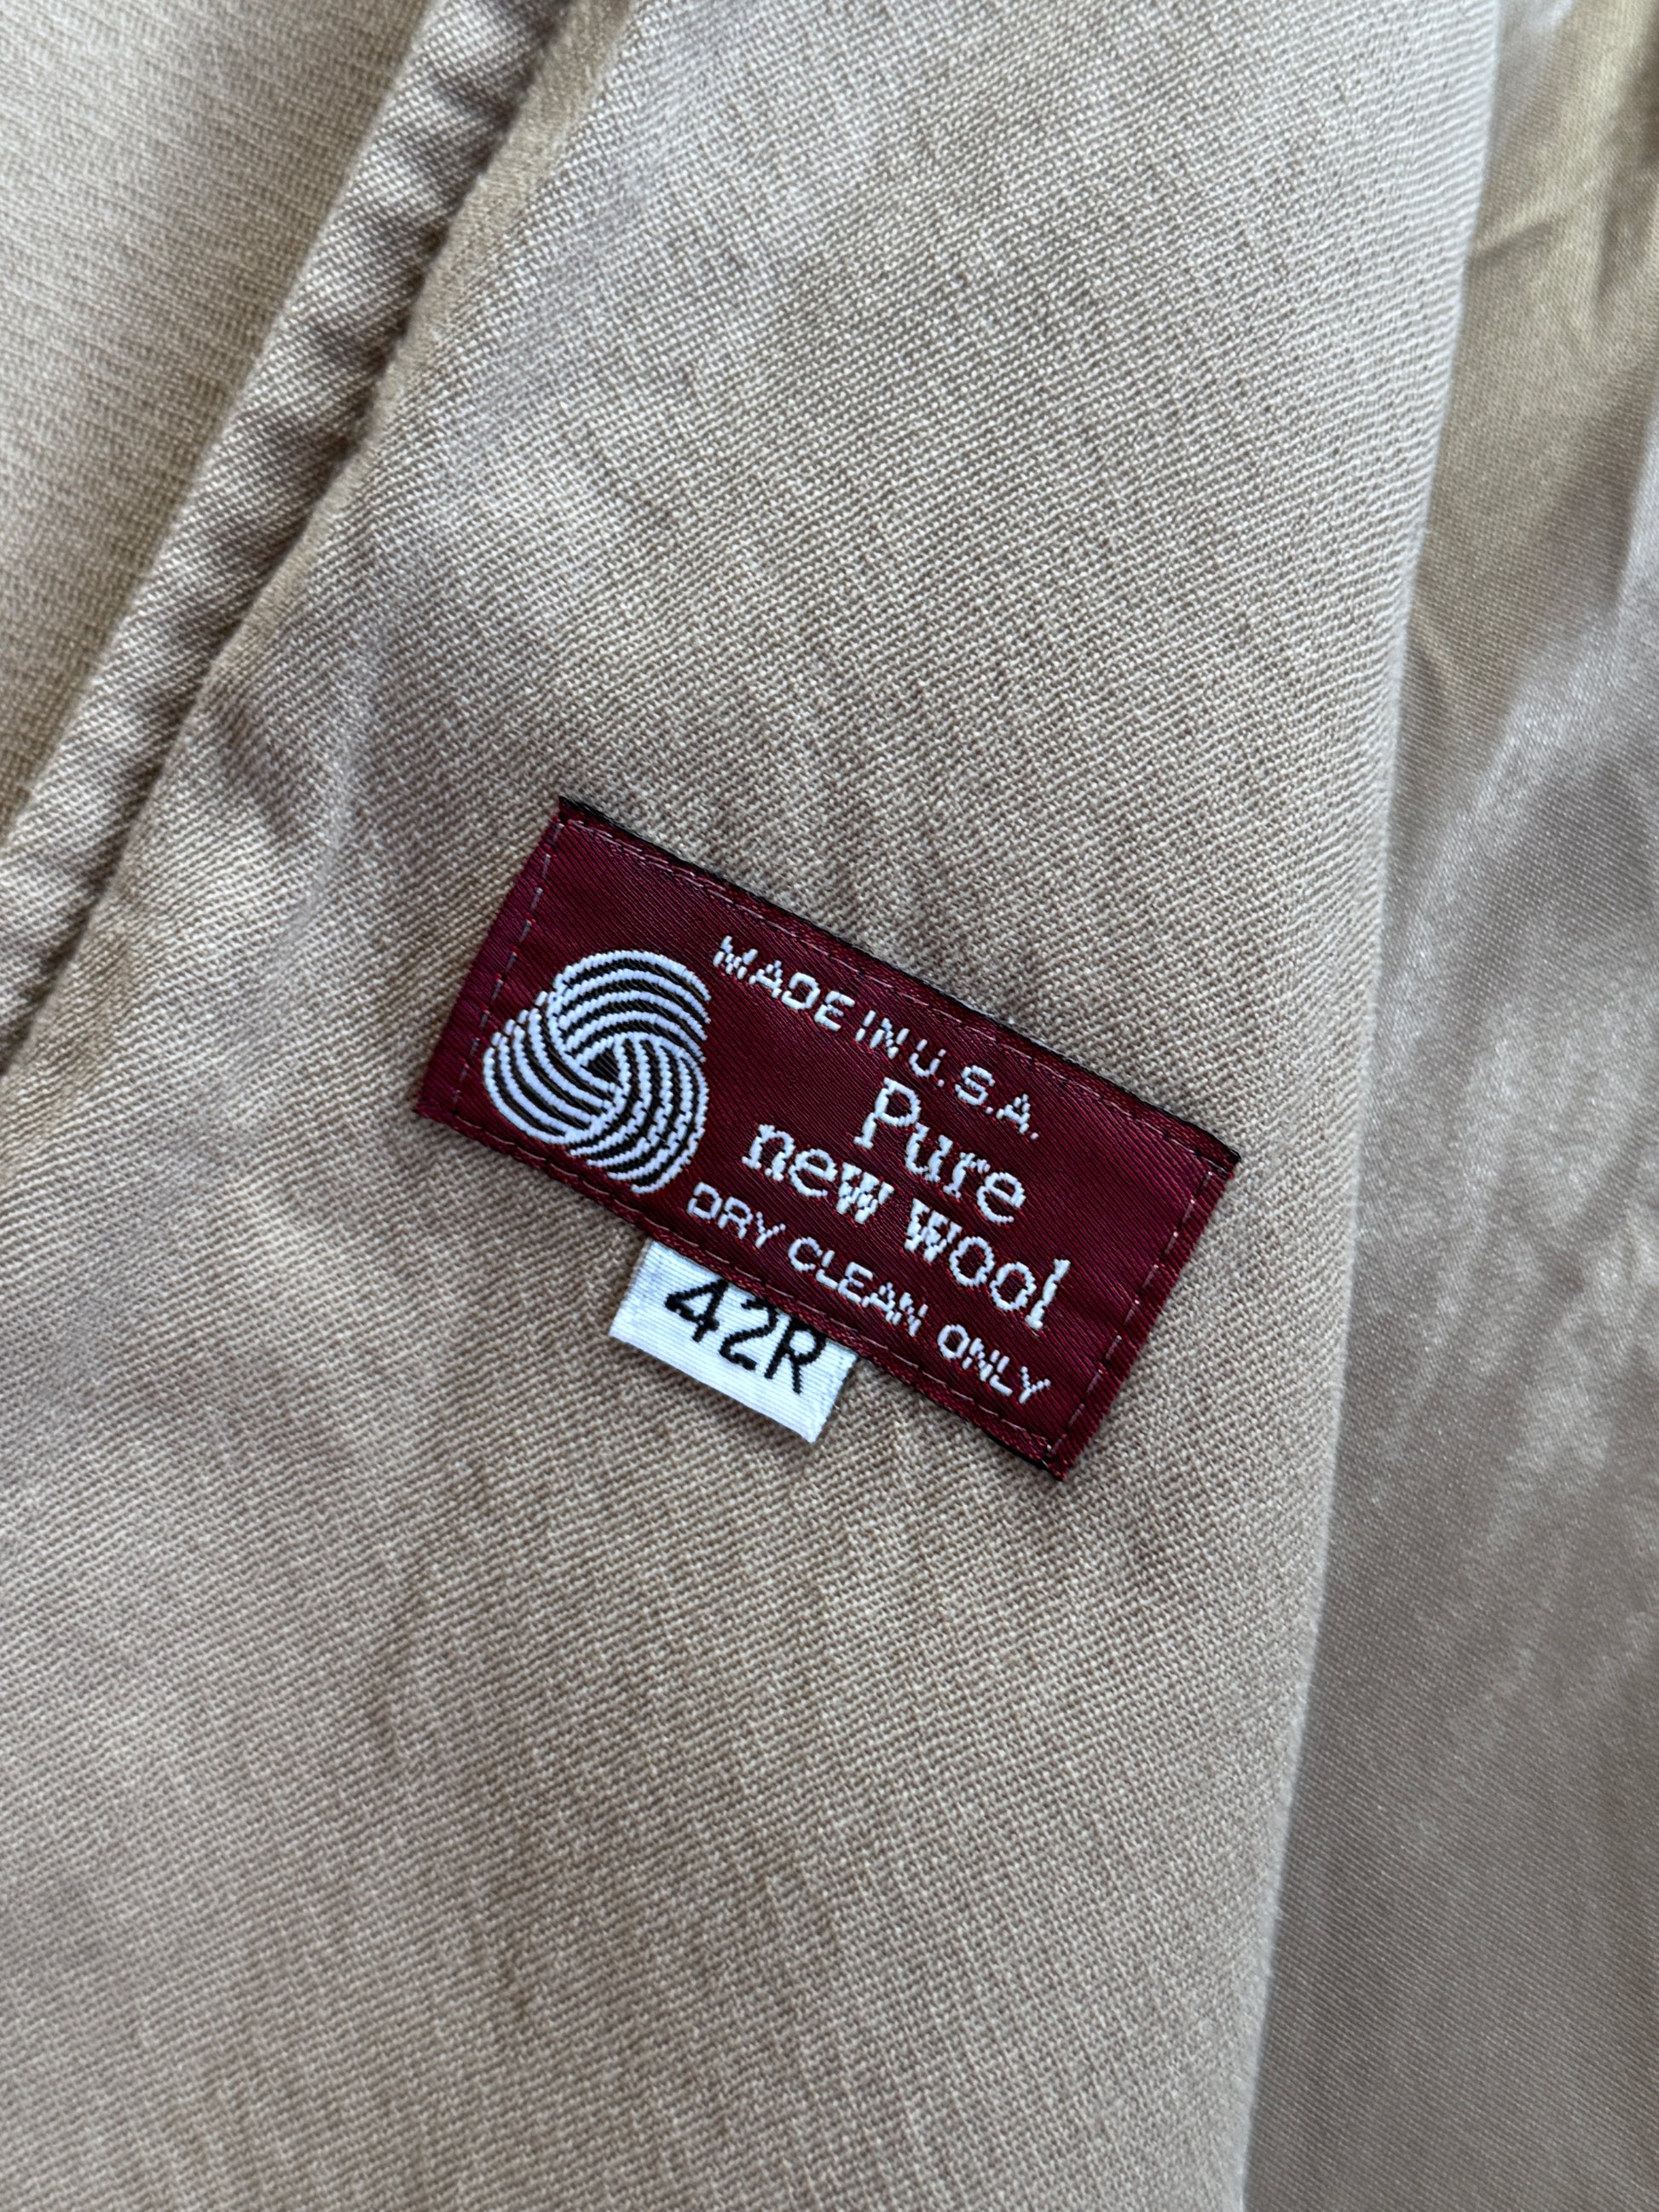 MADE IN U.S.A.
Pure
new wool
DRY CLEAN ONLY
42R